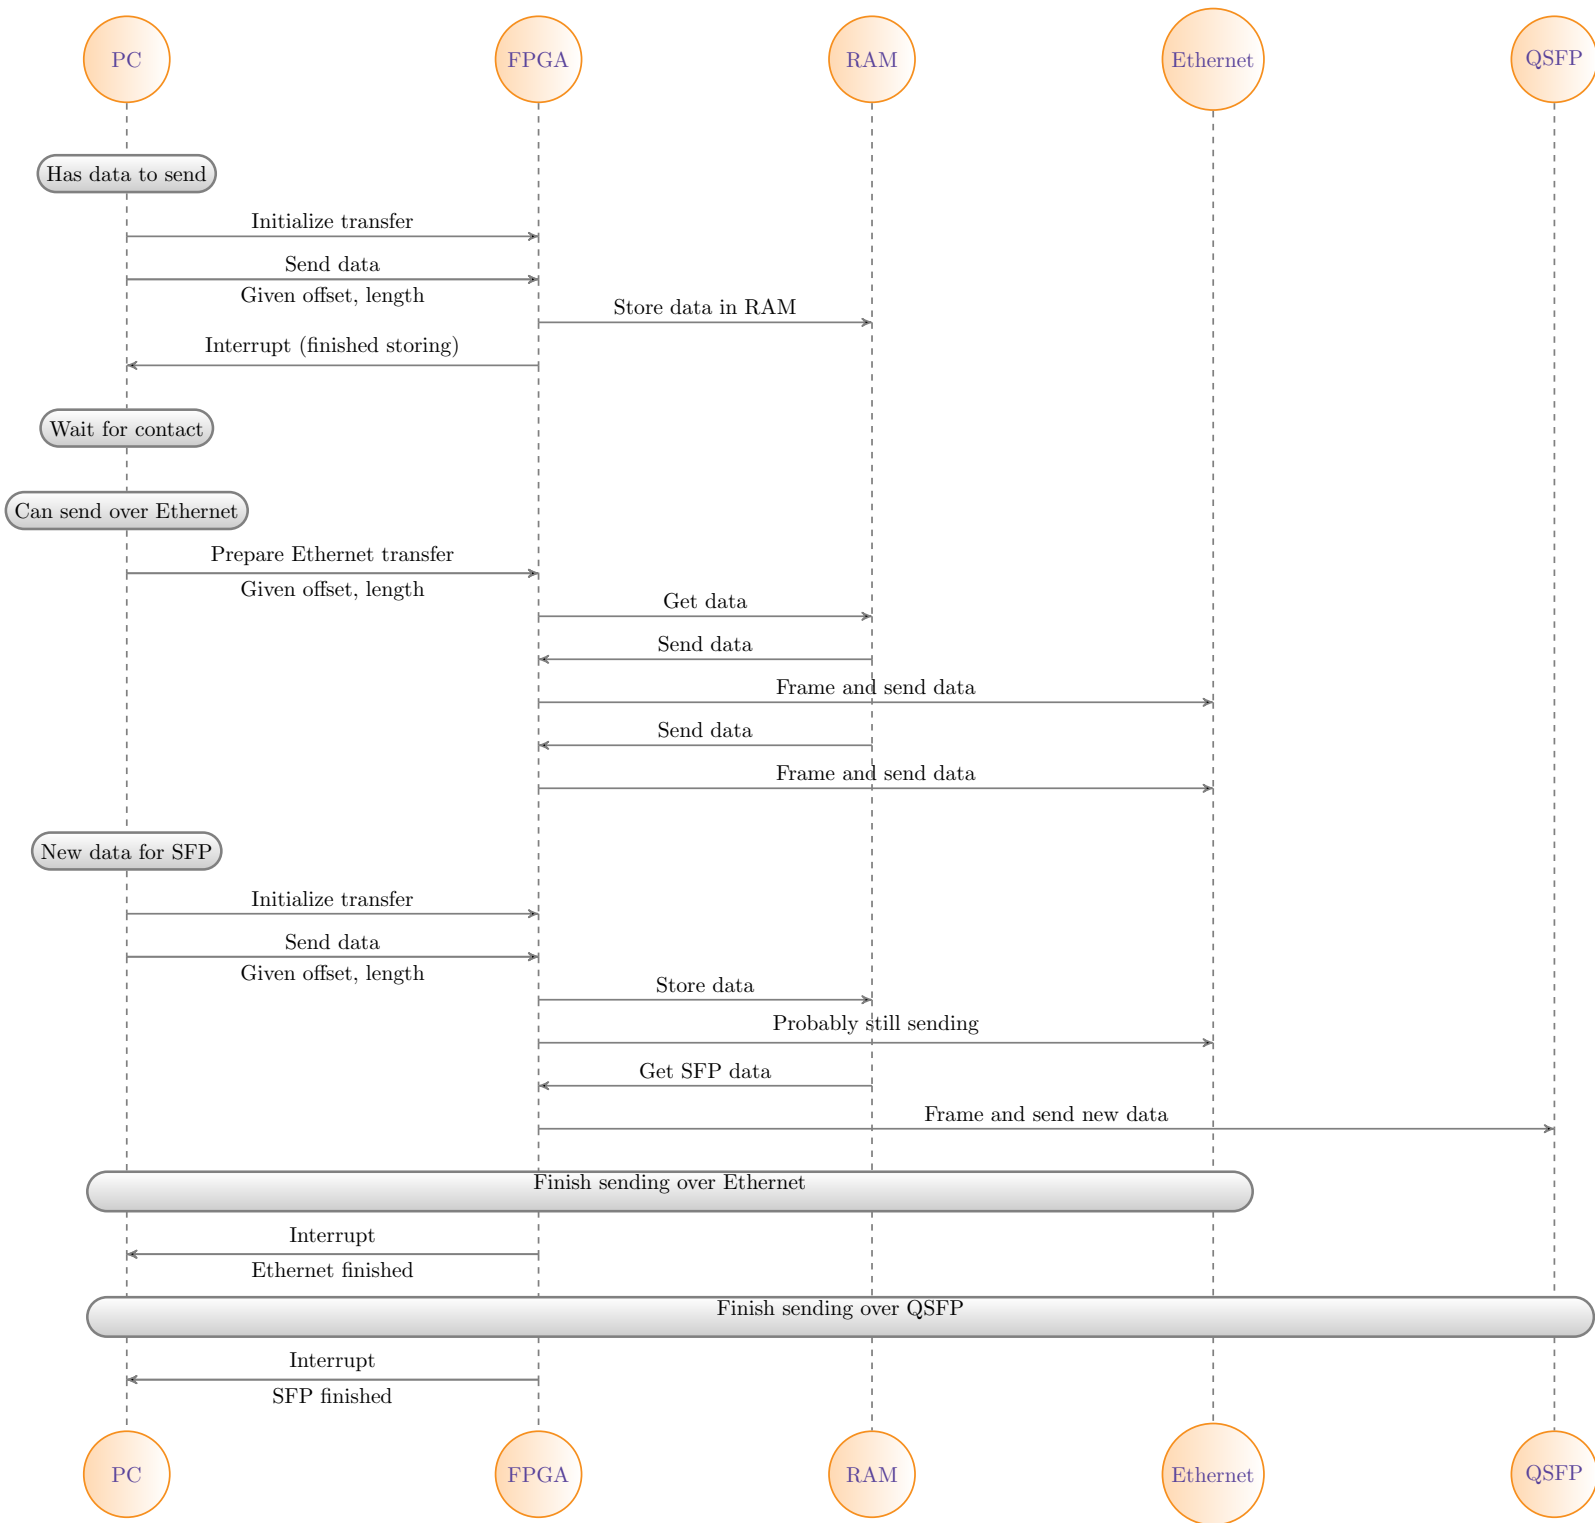 PC
FPGA
RAM
Ethernet
QSFP
Has data to send
Initialize transfer
Send data
Given offset, length
Store data in RAM
Interrupt (finished storing)
Wait for contact
Can send over Ethernet
Prepare Ethernet transfer
Given offset, length
Get data
Send data
Frame and send data
Send data
Frame and send data
New data for SFP
Initialize transfer
Send data
Given offset, length
Store data
Probably still sending
Get SFP data
Frame and send new data
Finish sending over Ethernet
Interrupt
Ethernet finished
Finish sending over QSFP
Interrupt
SFP finished
PC
FPGA
RAM
Ethernet
QSFP